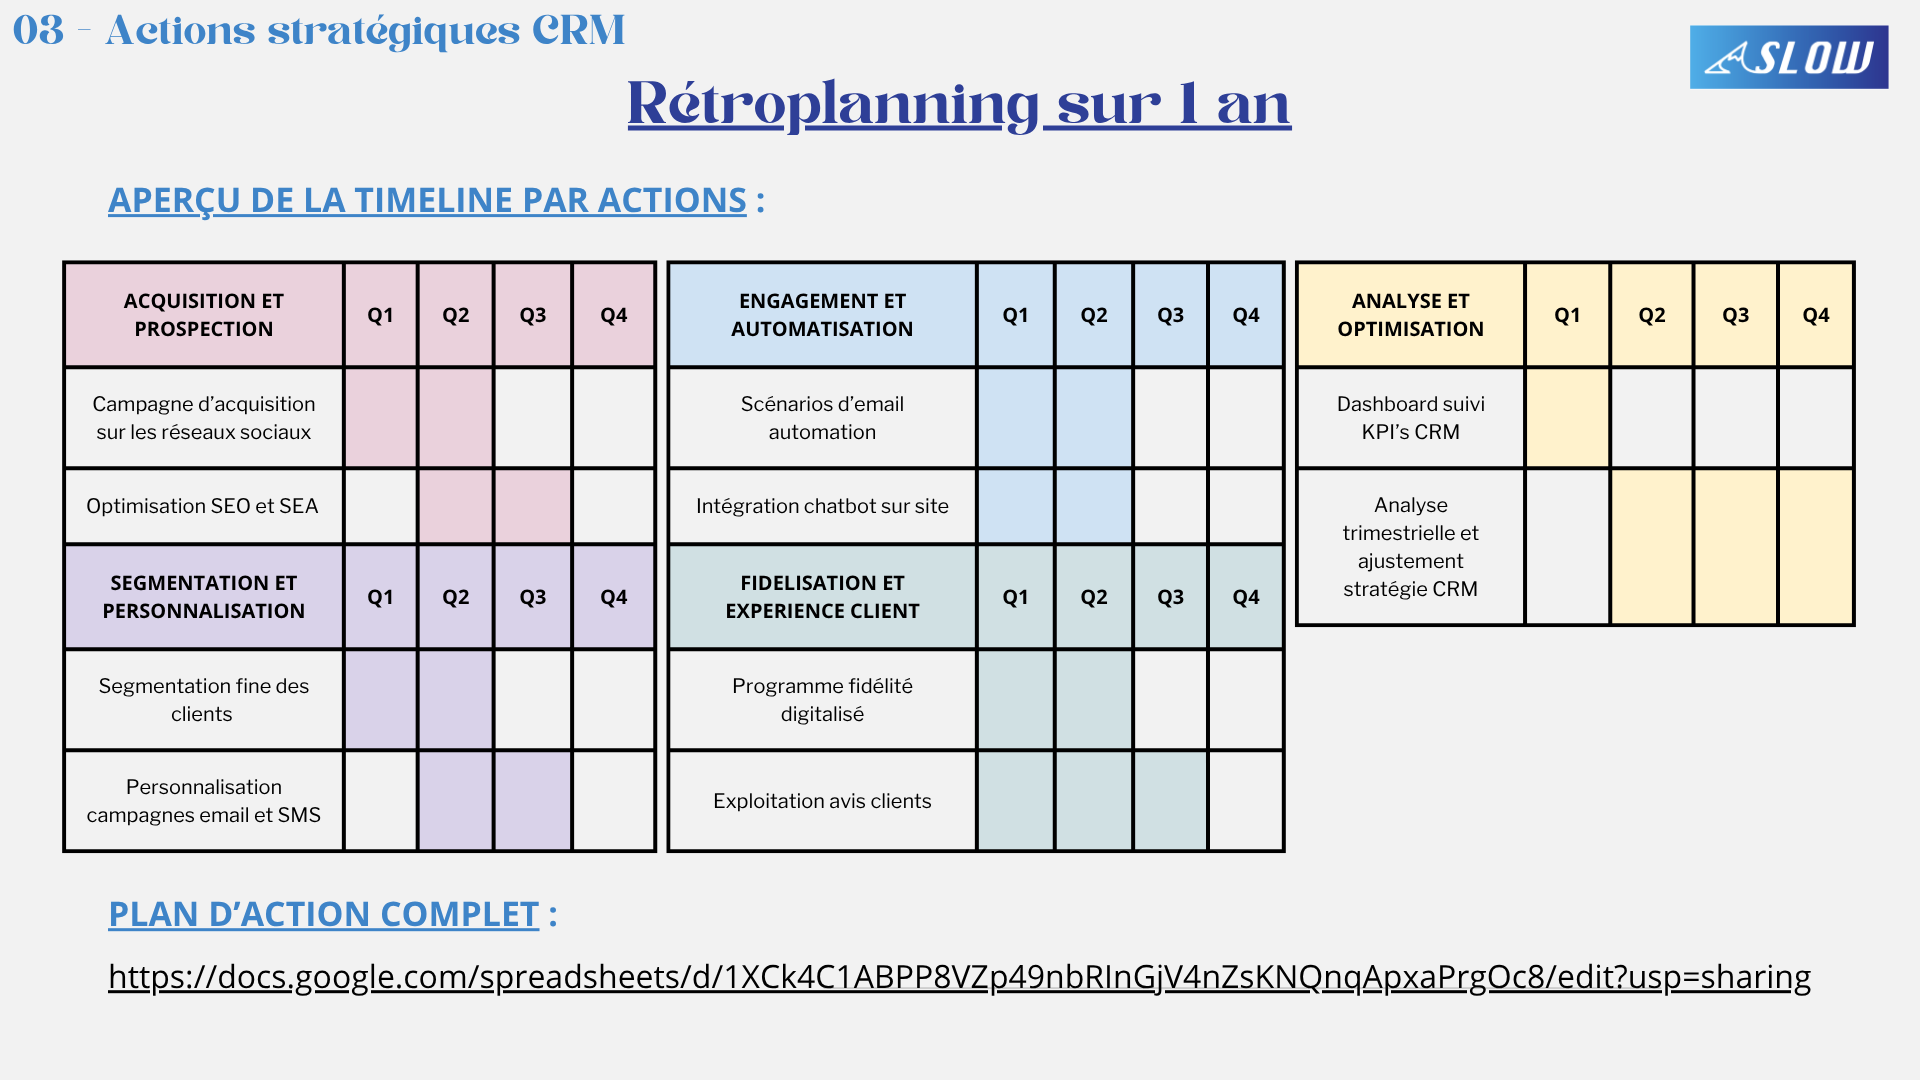 03 - Actions stratégiques CRM
SLOW
Rétroplanning sur 1 an
APERÇU DE LA TIMELINE PAR ACTIONS :
ACQUISITION ET
PROSPECTION
Q1
Q2
Q3
Q4
Campagne d’acquisition
sur les réseaux sociaux
Optimisation SEO et SEA
SEGMENTATION ET
PERSONNALISATION
Q1
Q2
Q3
Q4
Segmentation fine des
clients
Personnalisation
campagnes email et SMS
ENGAGEMENT ET
AUTOMATISATION
Q1
Q2
Q3
Q4
Scénarios d’email
automation
Intégration chatbot sur site
FIDELISATION ET
EXPERIENCE CLIENT
Q1
Q2
Q3
Q4
Programme fidélité
digitalisé
Exploitation avis clients
ANALYSE ET
OPTIMISATION
Q1
Q2
Q3
Q4
Dashboard suivi
KPI’s CRM
Analyse
trimestrielle et
ajustement
stratégie CRM
PLAN D’ACTION COMPLET :
https://docs.google.com/spreadsheets/d/1XCk4C1ABPP8VZp49nbRInGjV4nZsKNQnqApxaPrgOc8/edit?usp=sharing